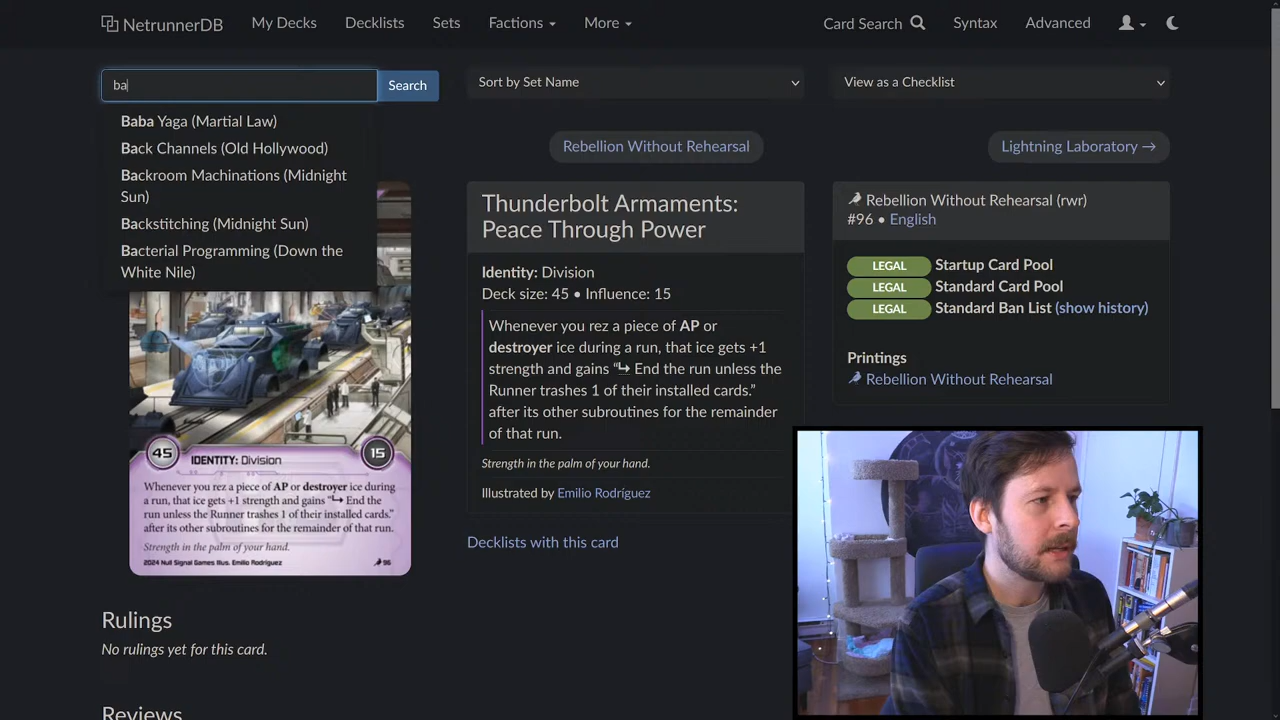 NetrunnerDB
My Decks
Decklists
Sets
Factions
More
Card Search
Syntax
Advanced
ba
Search
Sort by Set Name
View as a Checklist
Baba Yaga (Martial Law)
Back Channels (Old Hollywood)
Backroom Machinations (Midnight
Sun)
Backstitching (Midnight Sun)
Bacterial Programming (Down the
White Nile)
Rebellion Without Rehearsal
Lightning Laboratory →
45
15
IDENTITY: Division
Whenever you rez a piece of AP or destroyer ice during
a run, that ice gets +1 strength and gains “↳ End the
run unless the Runner trashes 1 of their installed cards.”
after its other subroutines for the remainder of that run.
Strength in the palm of your hand.
2024 Null Signal Games Illus. Emilio Rodríguez
96
Thunderbolt Armaments:
Peace Through Power
Identity: Division
Deck size: 45 • Influence: 15
Whenever you rez a piece of AP or
destroyer ice during a run, that ice gets +1
strength and gains “↳ End the run unless the
Runner trashes 1 of their installed cards.”
after its other subroutines for the remainder
of that run.
Strength in the palm of your hand.
Illustrated by Emilio Rodríguez
Decklists with this card
Rebellion Without Rehearsal (rwr)
#96 • English
LEGAL Startup Card Pool
LEGAL Standard Card Pool
LEGAL Standard Ban List (show history)
Printings
Rebellion Without Rehearsal
Rulings
No rulings yet for this card.
Reviews